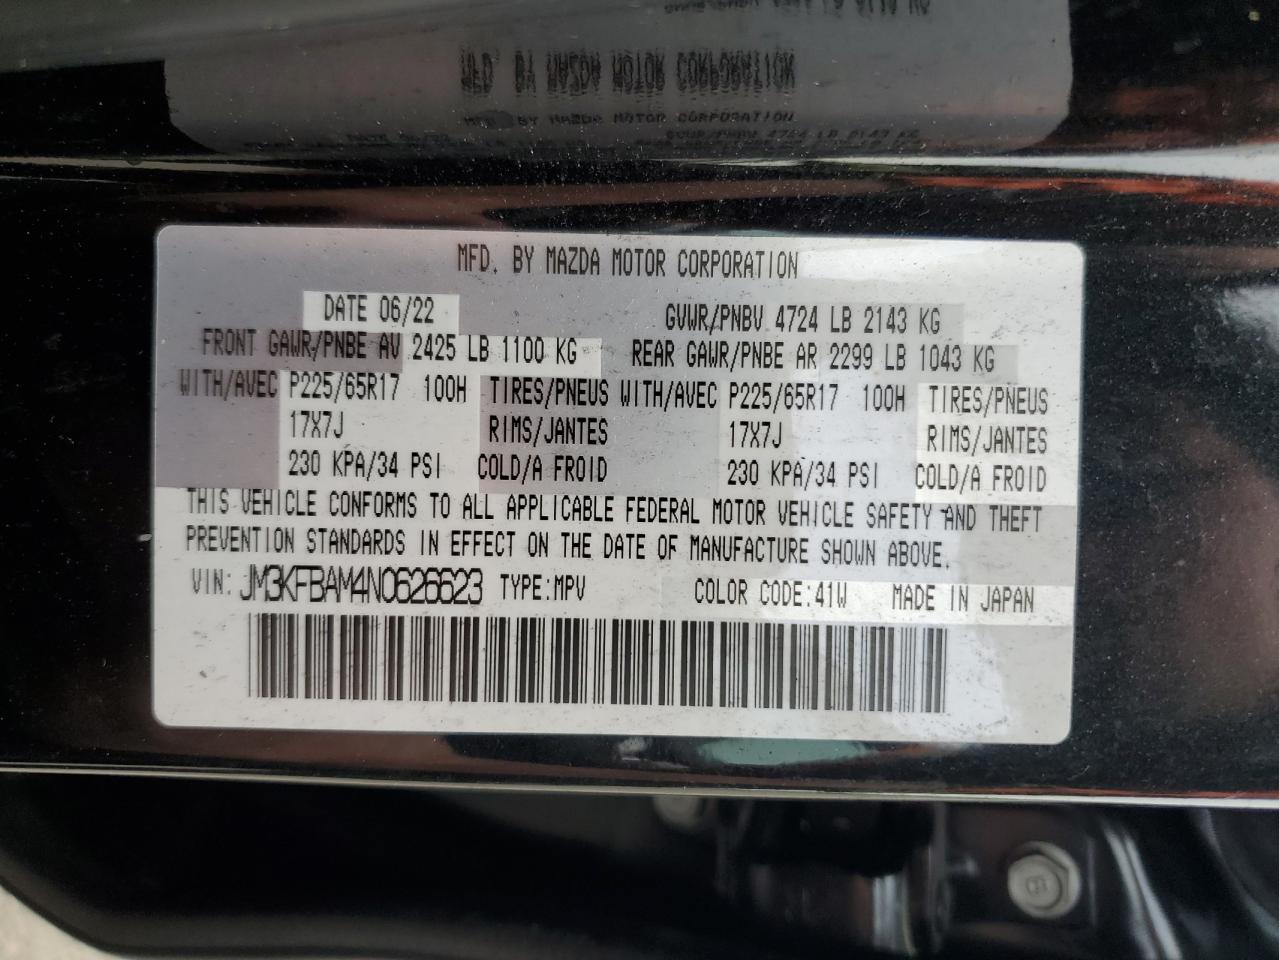 MFD. BY MAZDA MOTOR CORPORATION
MFD. BY MAZDA MOTOR CORPORATION
DATE 06/22 GVWR/PNBV 4724 LB 2143 KG
FRONT GAWR/PNBE AV 2425 LB 1100 KG REAR GAWR/PNBE AR 2299 LB 1043 KG
WITH/AVEC P225/65R17 100H TIRES/PNEUS WITH/AVEC P225/65R17 100H TIRES/PNEUS
17X7J RIMS/JANTES 17X7J RIMS/JANTES
230 KPA/34 PSI COLD/A FROID 230 KPA/34 PSI COLD/A FROID
THIS VEHICLE CONFORMS TO ALL APPLICABLE FEDERAL MOTOR VEHICLE SAFETY AND THEFT
PREVENTION STANDARDS IN EFFECT ON THE DATE OF MANUFACTURE SHOWN ABOVE.
VIN: JM3KFBAM4N0626623 TYPE:MPV COLOR CODE:41W MADE IN JAPAN